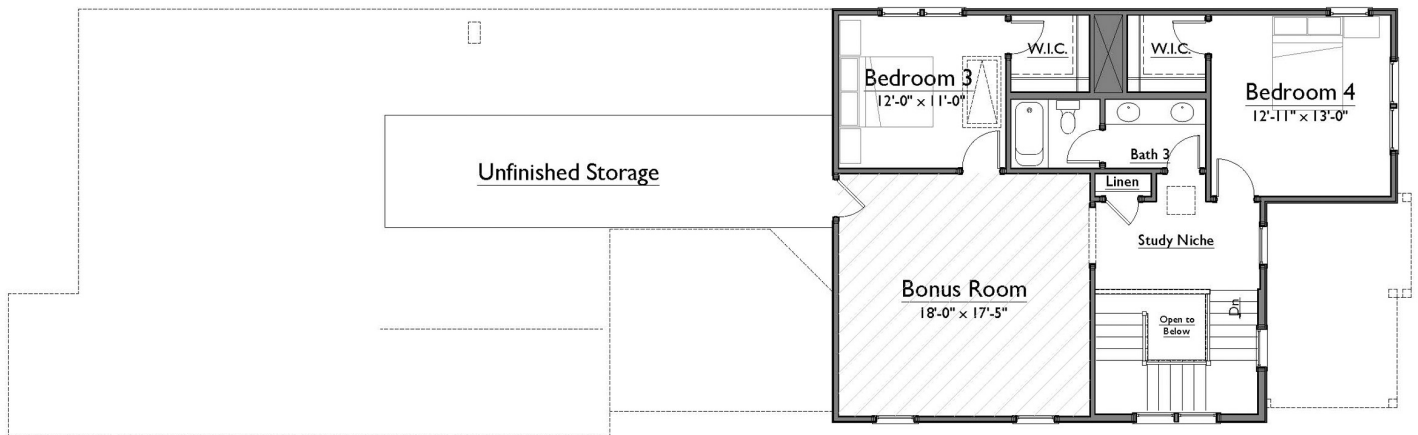 W.I.C.
W.I.C.
Bedroom 3
12'-0" x 11'-0"
Bedroom 4
12'-11" x 13'-0"
Unfinished Storage
Bath 3
Linen
Study Niche
Bonus Room
18'-0" x 17'-5"
Open to
Below
Dn